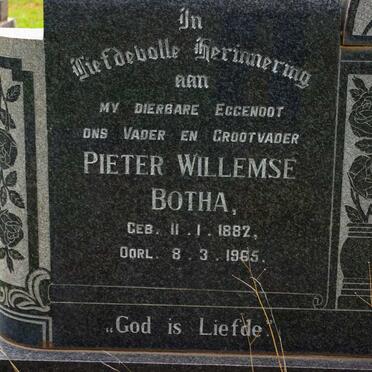 In
Liefdevolle Herinnering
aan
MY DIERBARE EGGENOOT
ONS VADER EN GROOTVADER
PIETER WILLEMSE
BOTHA,
GEB. 11.1.1882,
OORL. 8.3.1965.
„God is Liefde"